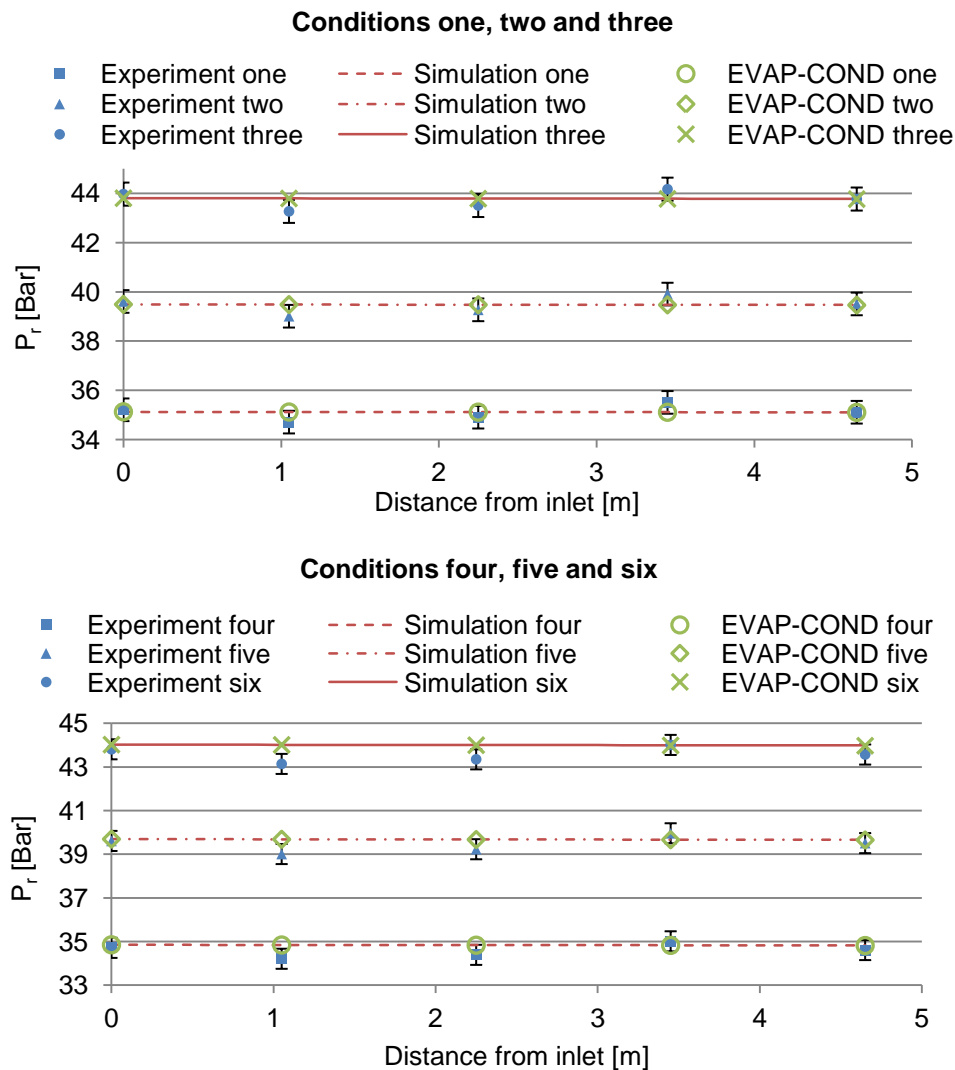 Conditions one, two and three
Experiment one Simulation one EVAP-COND one
Experiment two Simulation two EVAP-COND two
Experiment three Simulation three EVAP-COND three
44
42
40
38
36
34
Pr [Bar]
0 1 2 3 4 5
Distance from inlet [m]
Conditions four, five and six
Experiment four Simulation four EVAP-COND four
Experiment five Simulation five EVAP-COND five
Experiment six Simulation six EVAP-COND six
45
43
41
39
37
35
33
Pr [Bar]
0 1 2 3 4 5
Distance from inlet [m]